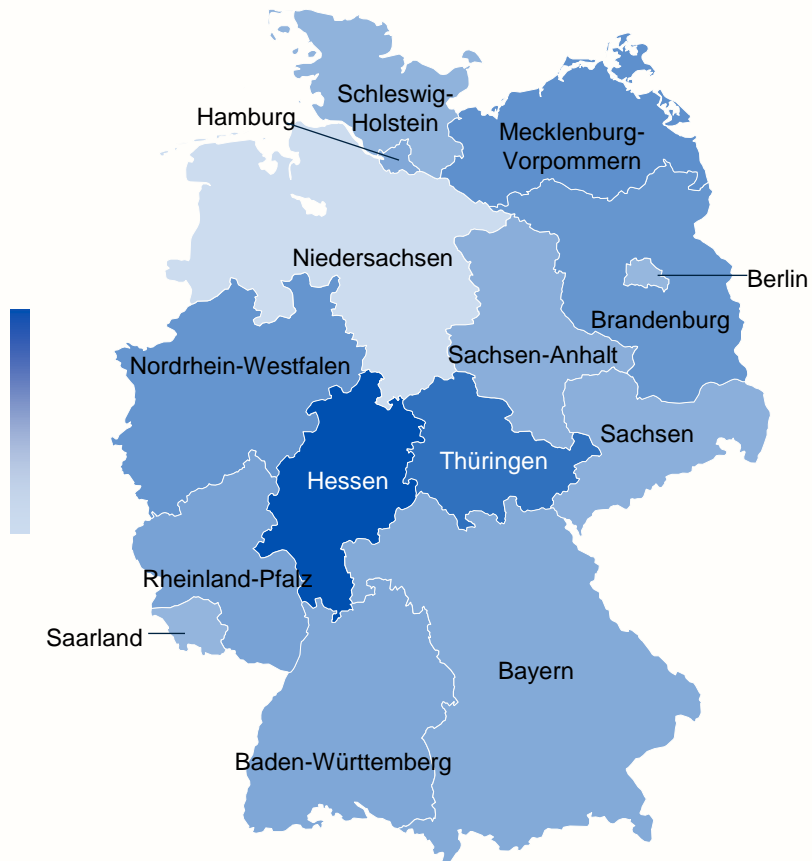 Schleswig-
Holstein
Hamburg
Mecklenburg-
Vorpommern
Niedersachsen
Berlin
Brandenburg
Sachsen-Anhalt
Nordrhein-Westfalen
Sachsen
Thüringen
Hessen
Rheinland-Pfalz
Saarland
Bayern
Baden-Württemberg